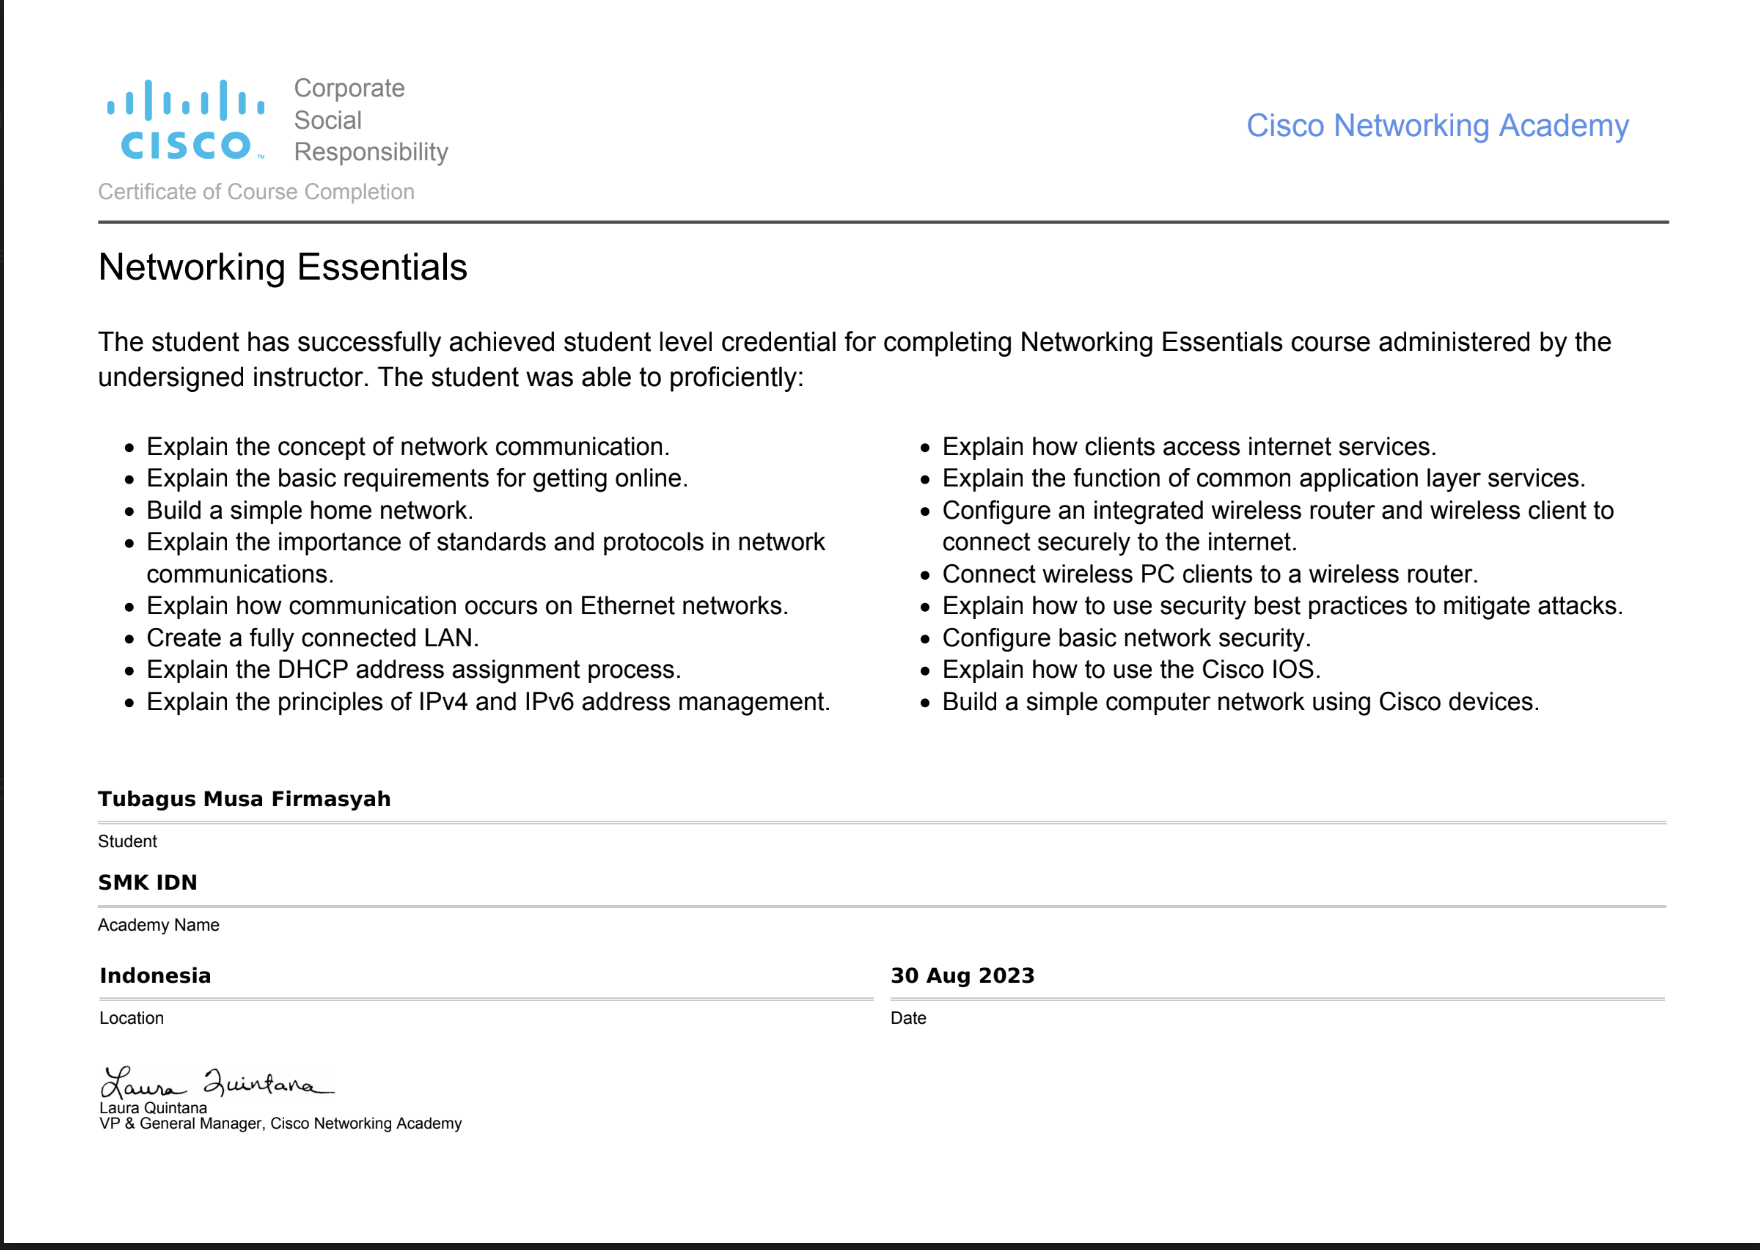 CISCO
Corporate
Social
Responsibility
Cisco Networking Academy
Certificate of Course Completion
Networking Essentials
The student has successfully achieved student level credential for completing Networking Essentials course administered by the
undersigned instructor. The student was able to proficiently:
• Explain the concept of network communication.
• Explain the basic requirements for getting online.
• Build a simple home network.
• Explain the importance of standards and protocols in network
communications.
• Explain how communication occurs on Ethernet networks.
• Create a fully connected LAN.
• Explain the DHCP address assignment process.
• Explain the principles of IPv4 and IPv6 address management.
• Explain how clients access internet services.
• Explain the function of common application layer services.
• Configure an integrated wireless router and wireless client to
connect securely to the internet.
• Connect wireless PC clients to a wireless router.
• Explain how to use security best practices to mitigate attacks.
• Configure basic network security.
• Explain how to use the Cisco IOS.
• Build a simple computer network using Cisco devices.
Tubagus Musa Firmasyah
Student
SMK IDN
Academy Name
Indonesia
Location
30 Aug 2023
Date
Laura Quintana
Laura Quintana
VP & General Manager, Cisco Networking Academy